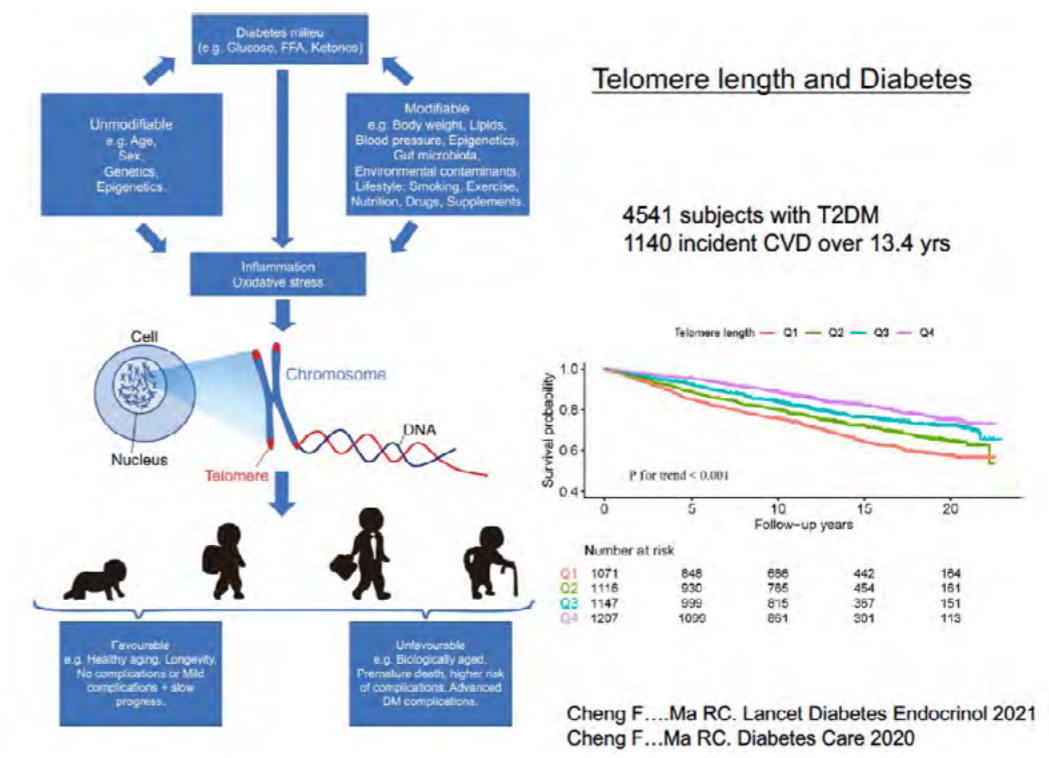 Diabetes milieu
(e.g. Glucose, FFA, Ketones)
Unmodifiable
e.g. Age,
Sex,
Genetics,
Epigenetics.
Modifiable
e.g. Body weight, Lipids,
Blood pressure, Epigenetics,
Gut microbiota,
Environmental contaminants,
Lifestyle: Smoking, Exercise,
Nutrition, Drugs, Supplements.
Inflammation
Oxidative stress
Cell
Nucleus
Chromosome
DNA
Telomere
Favourable
e.g. Healthy aging, Longevity,
No complications or Mild
complications + slow
progress.
Unfavourable
e.g. Biologically aged,
Premature death, higher risk
of complications, Advanced
DM complications.
Telomere length and Diabetes
4541 subjects with T2DM
1140 incident CVD over 13.4 yrs
Telomere length Q1 Q2 Q3 Q4
Survival probability
1.0
0.8
0.6
0.4
P for trend < 0.001
0 5 10 15 20
Follow-up years
Number at risk
Q1 1071 848 686 442 164
Q2 1116 930 765 454 161
Q3 1147 999 815 367 151
Q4 1207 1099 861 301 113
Cheng F....Ma RC. Lancet Diabetes Endocrinol 2021
Cheng F...Ma RC. Diabetes Care 2020